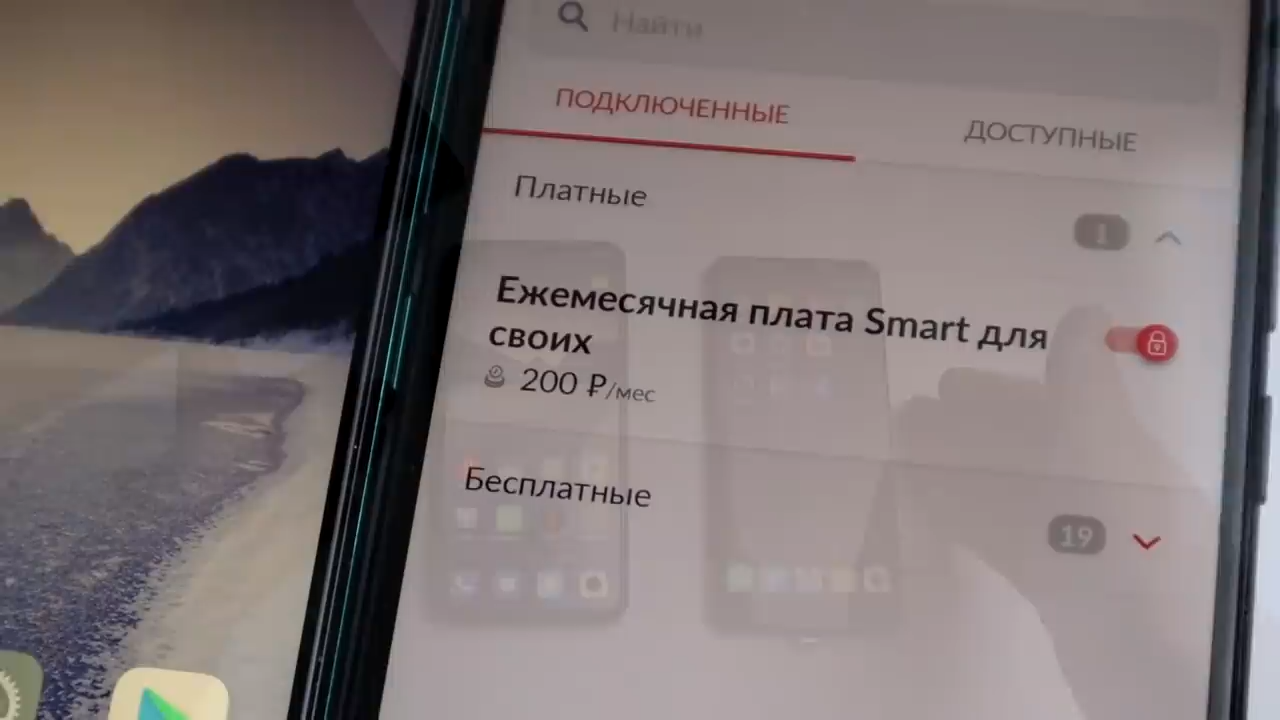 Найти
ПОДКЛЮЧЕННЫЕ
ДОСТУПНЫЕ
Платные
1
Ежемесячная плата Smart для
своих
200 ₽/мес
Бесплатные
19